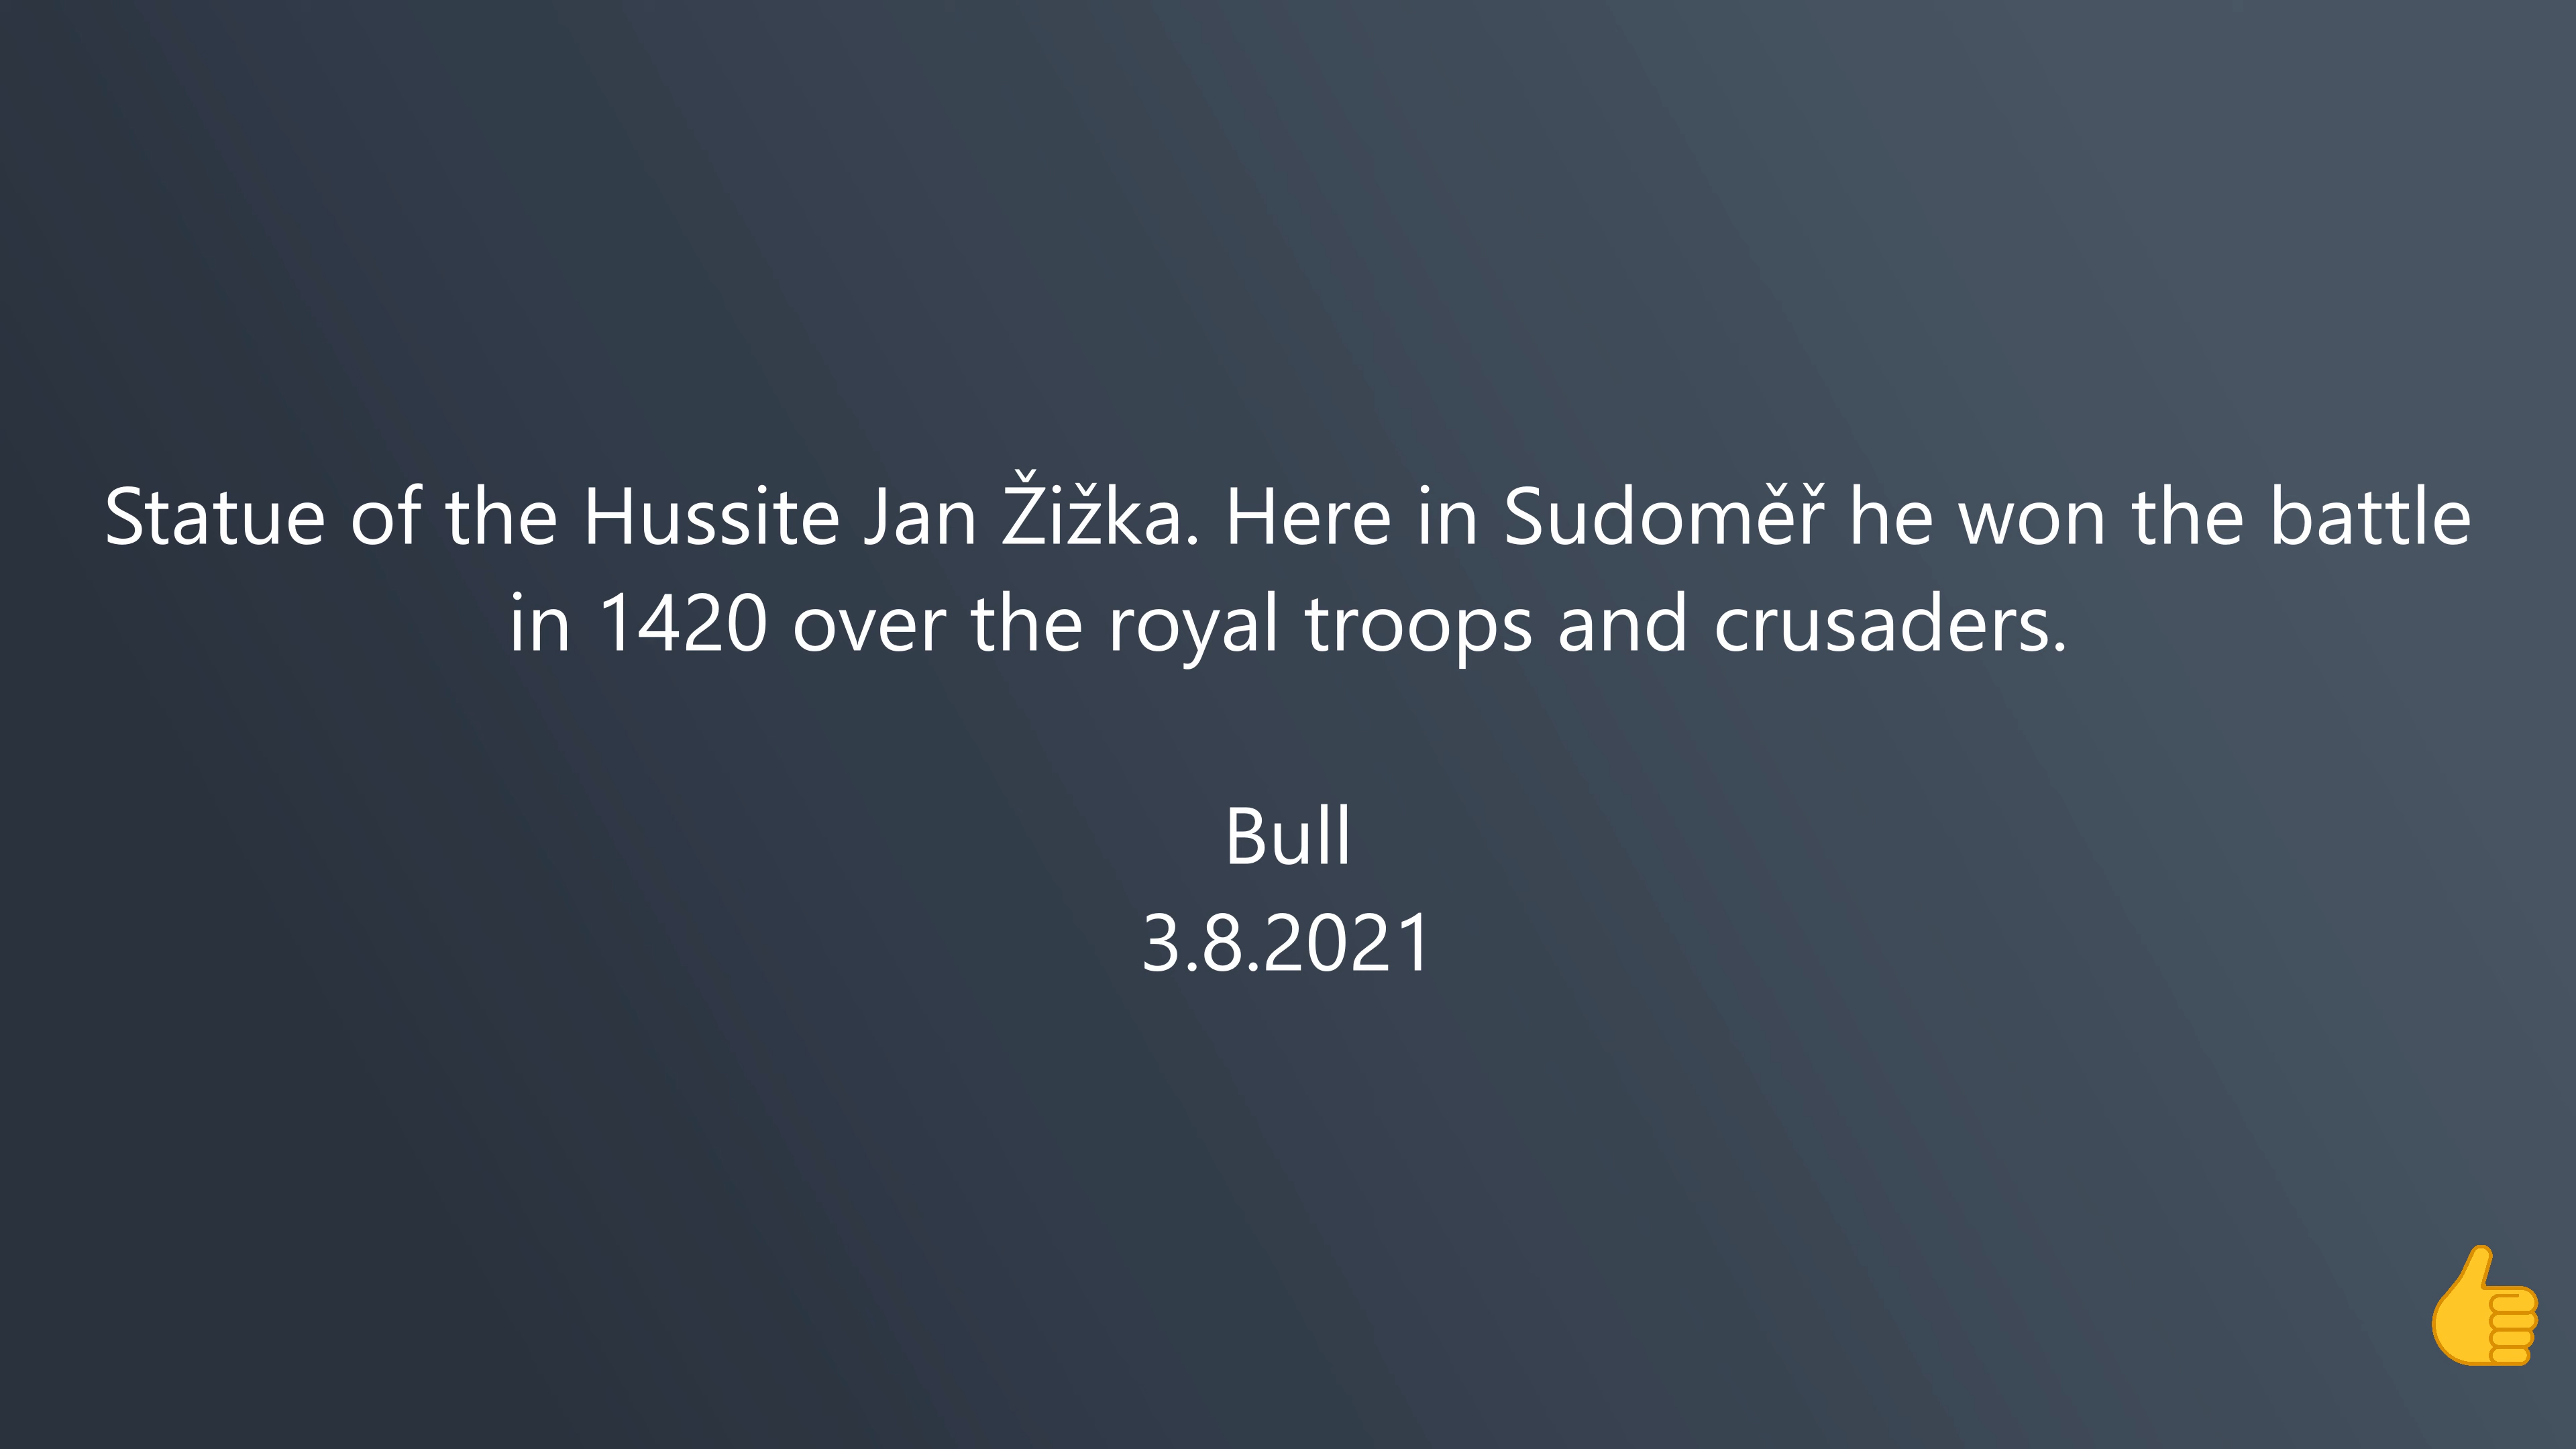 Statue of the Hussite Jan Žižka. Here in Sudoměř he won the battle
in 1420 over the royal troops and crusaders.
Bull
3.8.2021